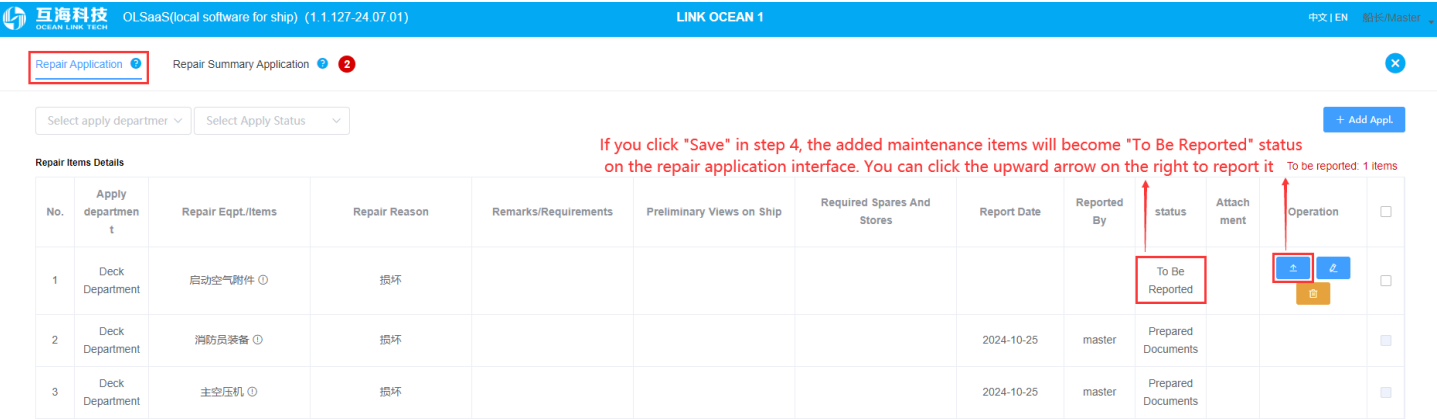 互海科技
OCEAN LINK TECH
OLSaaS(local software for ship) (1.1.127-24.07.01)
LINK OCEAN 1
中文 | EN
船长/Master
Repair Application ?
Repair Summary Application ? 2
Select apply departmer
Select Apply Status
+ Add Appl.
If you click "Save" in step 4, the added maintenance items will become "To Be Reported" status
on the repair application interface. You can click the upward arrow on the right to report it
Repair Items Details
To be reported: 1 items
No.
Apply
departmen
t
Repair Eqpt./Items
Repair Reason
Remarks/Requirements
Preliminary Views on Ship
Required Spares And
Stores
Report Date
Reported
By
status
Attach
ment
Operation
1
Deck
Department
启动空气附件
损坏
To Be
Reported
2
Deck
Department
消防员装备
损坏
2024-10-25
master
Prepared
Documents
3
Deck
Department
主空压机
损坏
2024-10-25
master
Prepared
Documents